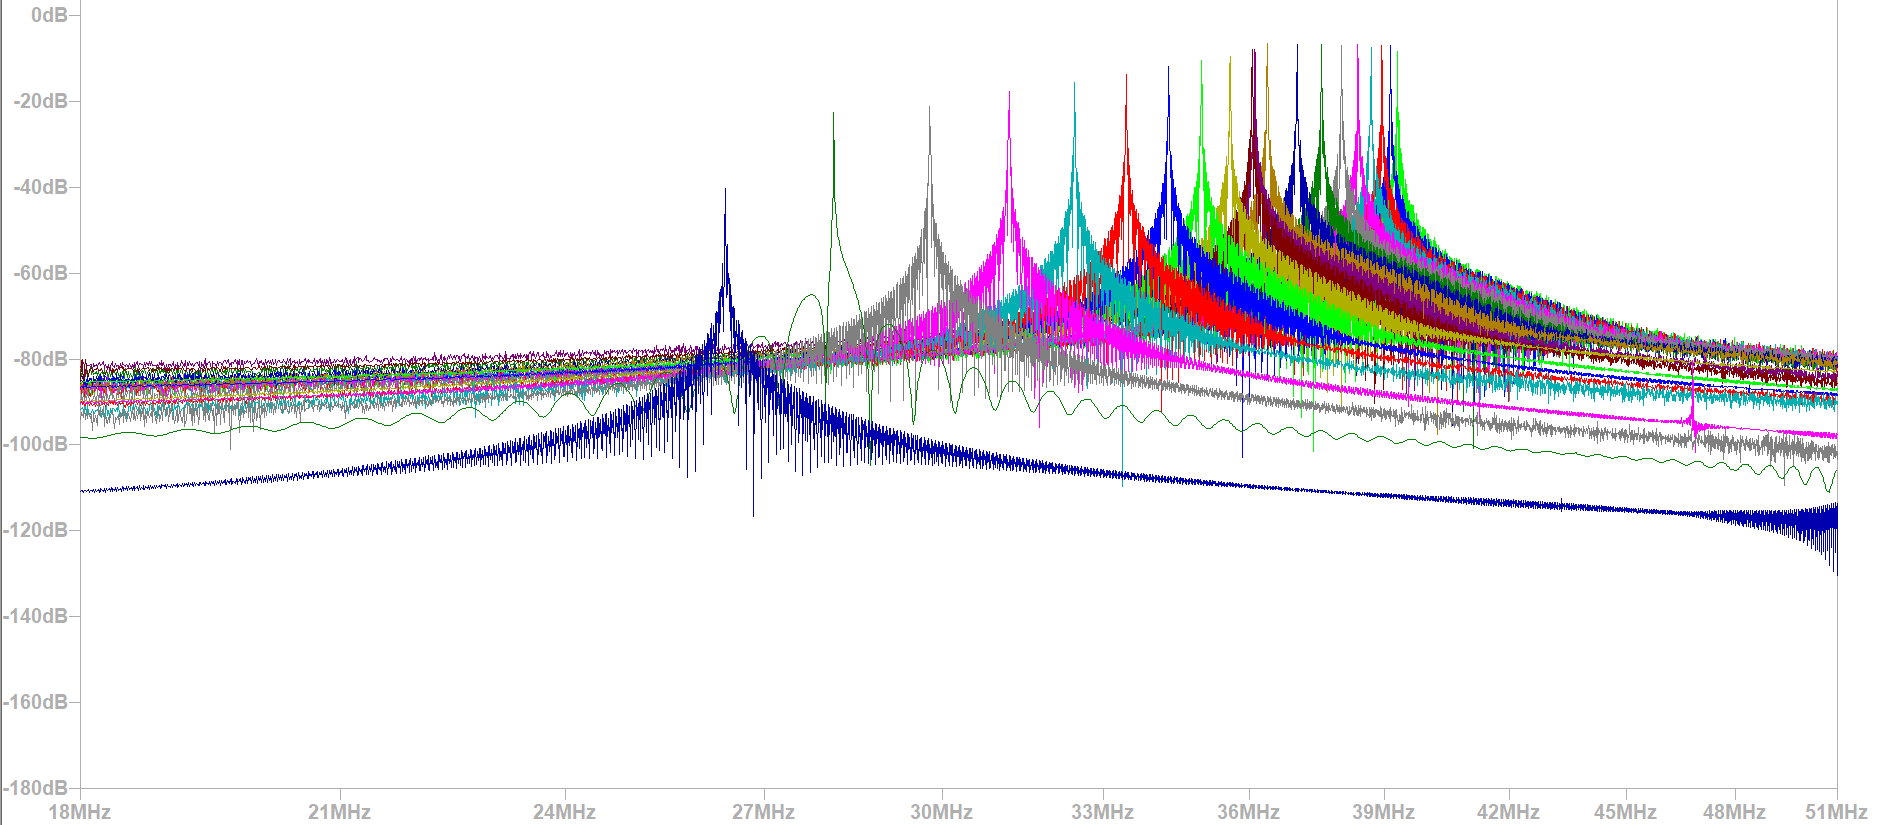 0dB
-20dB
-40dB
-60dB
-80dB
-100dB
-120dB
-140dB
-160dB
-180dB
18MHz 21MHz 24MHz 27MHz 30MHz 33MHz 36MHz 39MHz 42MHz 45MHz 48MHz 51MHz